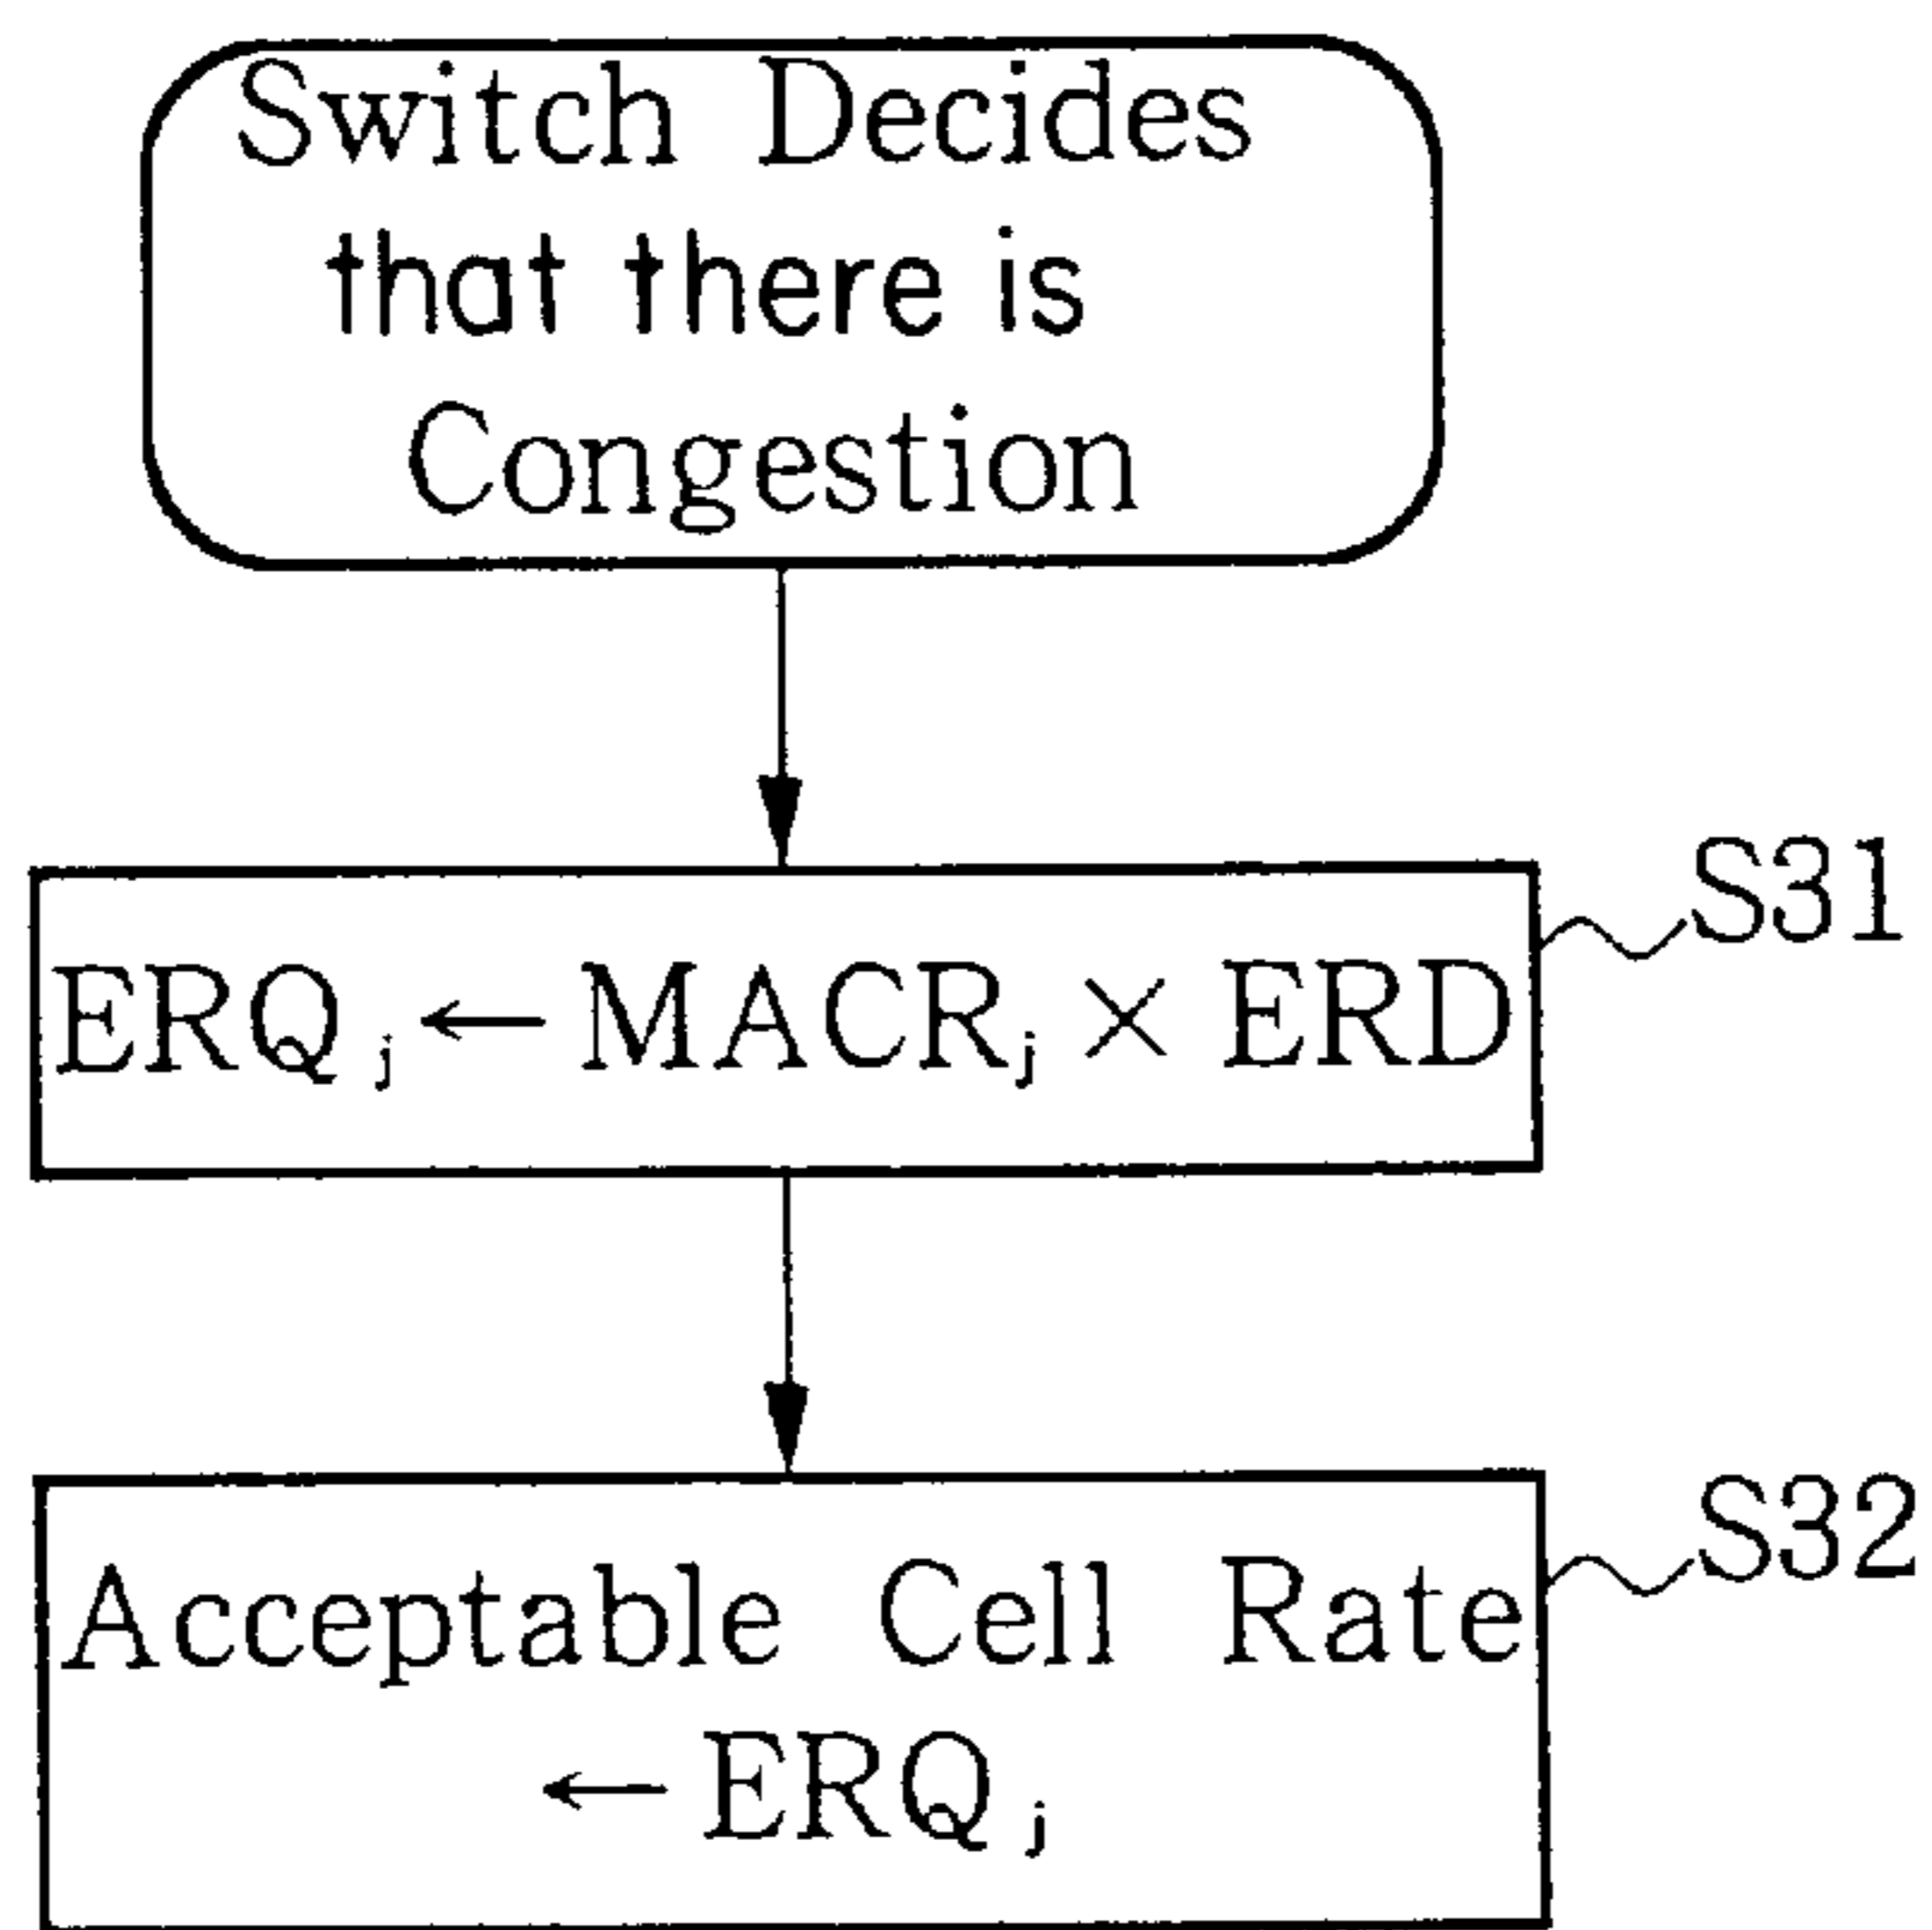 Switch Decides
that there is
Congestion
S31
ERQj ← MACRj × ERD
S32
Acceptable Cell Rate
← ERQj